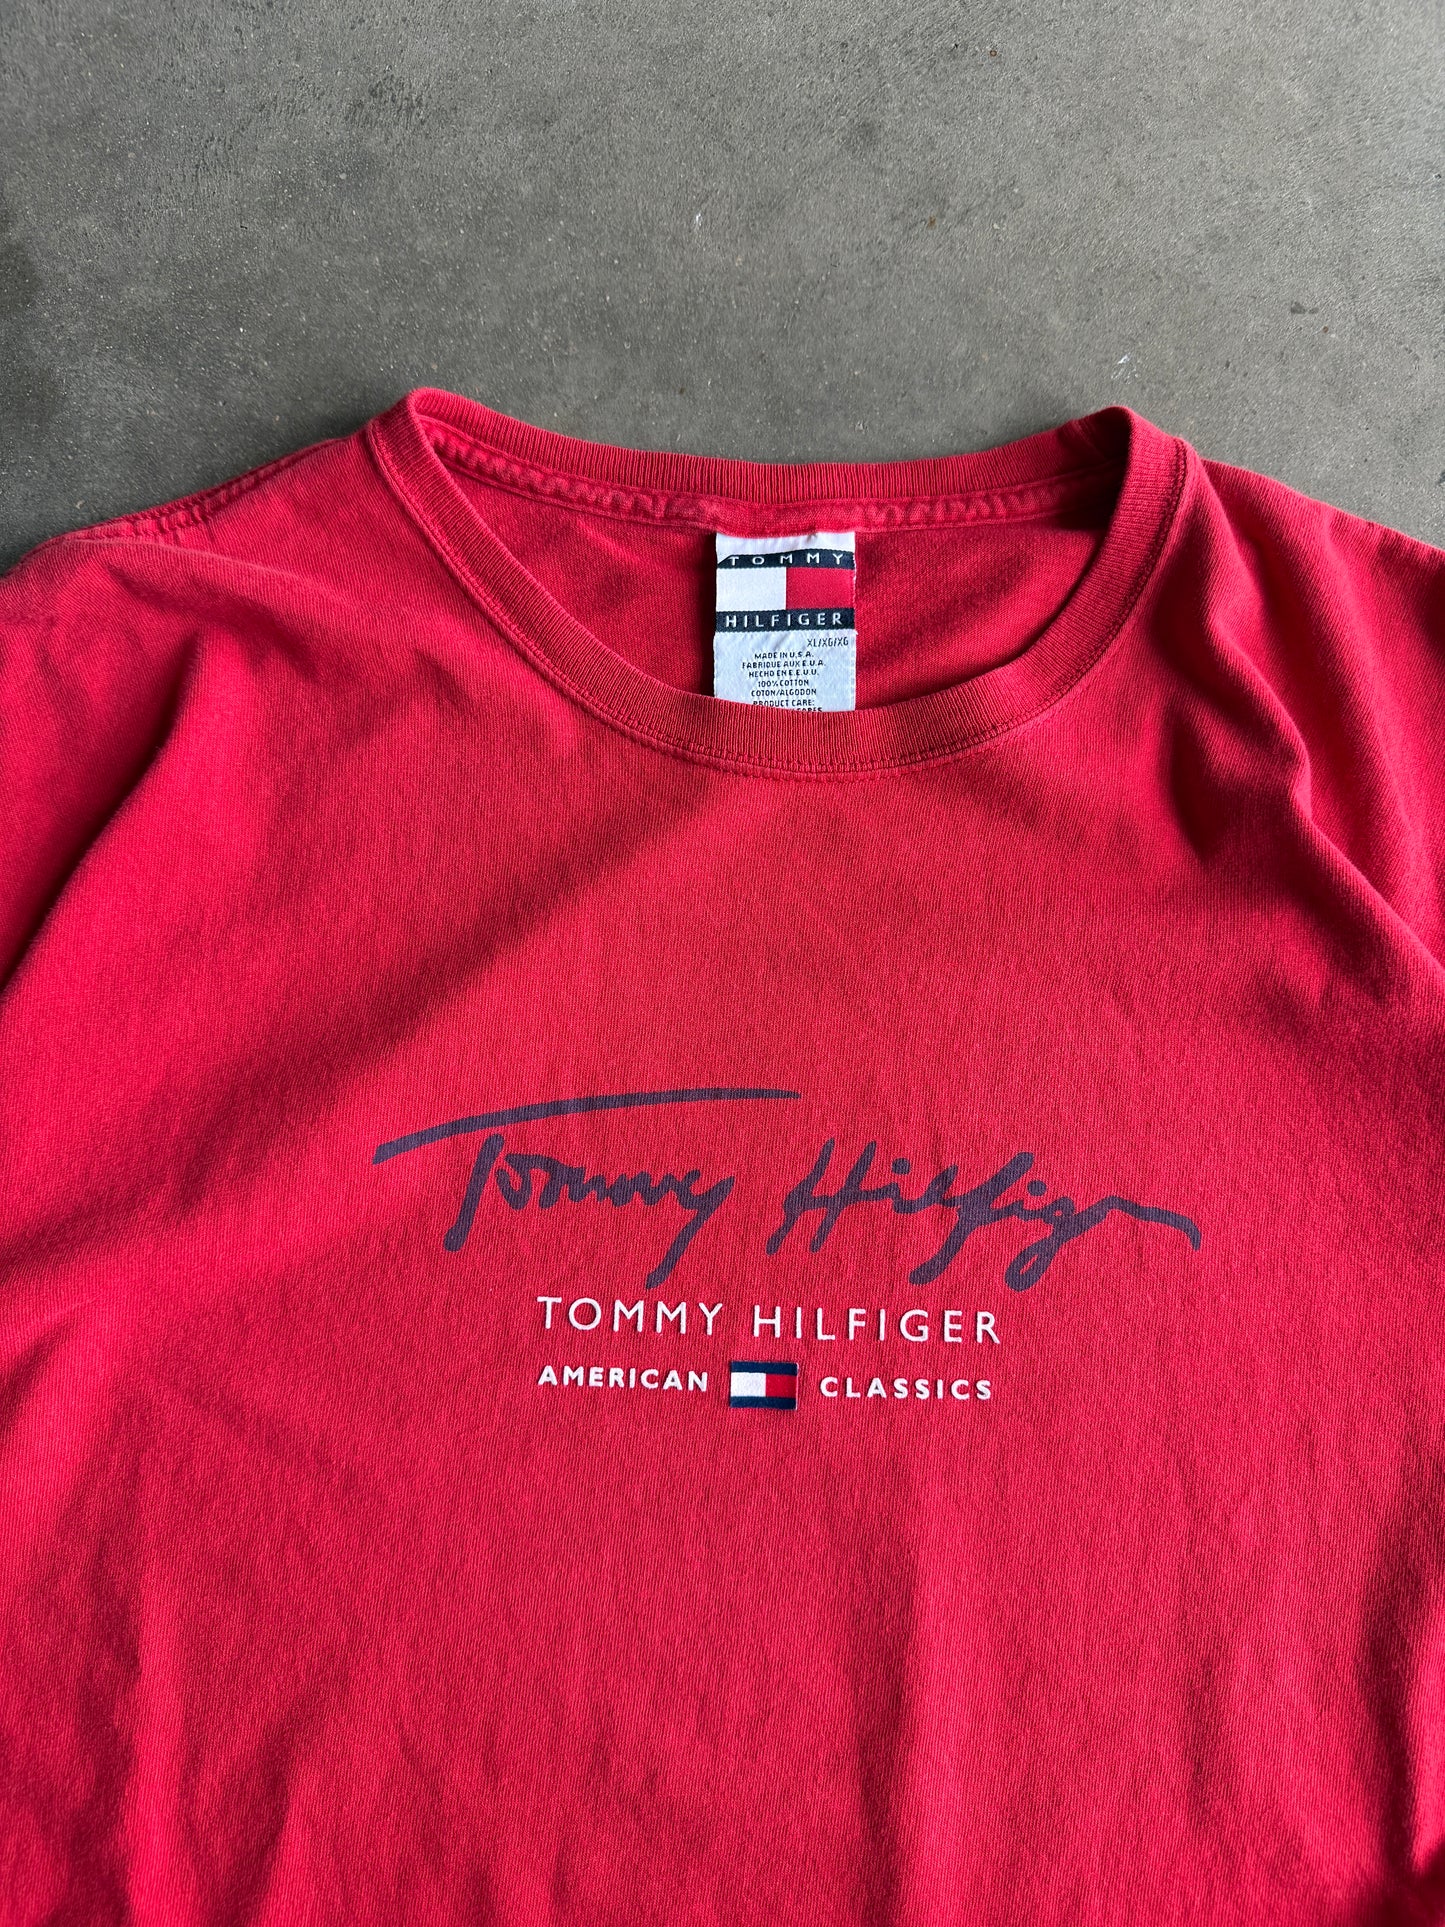 TOMMY
HILFIGER
XL/XG/XG
MADE IN U.S.A.
FABRIQUE AUX E.U.A.
HECHO EN E.E.U.U.
100% COTTON
COTON/ALGODON
PRODUCT CARE:
Tommy Hilfiger
TOMMY HILFIGER
AMERICAN CLASSICS